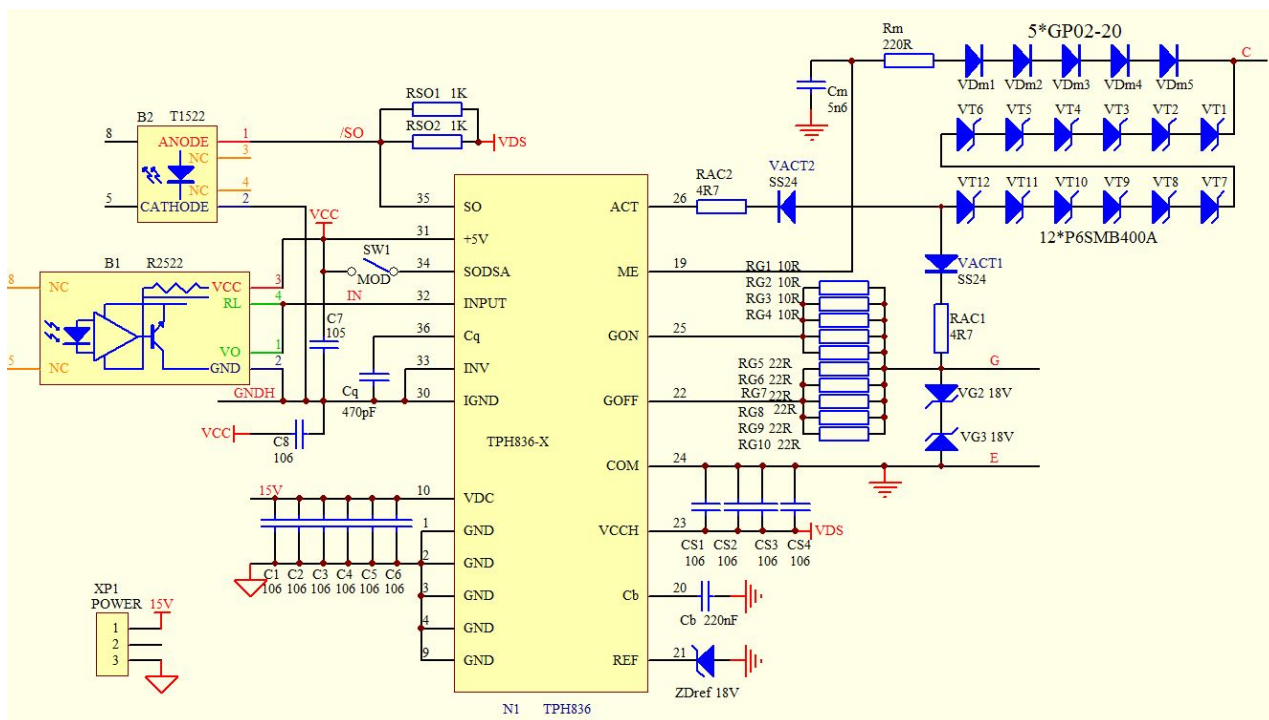 Rm
220R
5*GP02-20
C
VDm1 VDm2 VDm3 VDm4 VDm5
Cm
5n6
RSO1 1K
RSO2 1K
/SO
VDS
B2 T1522
8
ANODE
1
NC
3
NC
4
5
CATHODE
2
VT6 VT5 VT4 VT3 VT2 VT1
VT12 VT11 VT10 VT9 VT8 VT7
12*P6SMB400A
RAC2
4R7
VACT2
SS24
VACT1
SS24
RAC1
4R7
35 SO
31 +5V
34 SODSA
32 INPUT
36 Cq
33 INV
30 IGND
10 VDC
1 GND
2 GND
3 GND
4 GND
9 GND
ACT 26
ME 19
GON 25
GOFF 22
COM 24
VCCH 23
Cb 20
REF 21
TPH836-X
N1 TPH836
VCC
SW1
MOD
IN
C7
105
B1 R2522
8 NC
5 NC
VCC 3
RL 4
VO 1
GND 2
GNDH
Cq
470pF
VCC
C8
106
15V
C1 C2 C3 C4 C5 C6
106 106 106 106 106 106
XP1
POWER
15V
1
2
3
RG1 10R
RG2 10R
RG3 10R
RG4 10R
RG5 22R
RG6 22R
RG7 22R
RG8 22R
RG9 22R
RG10 22R
G
VG2 18V
VG3 18V
E
VDS
CS1 CS2 CS3 CS4
106 106 106 106
Cb 220nF
ZDref 18V